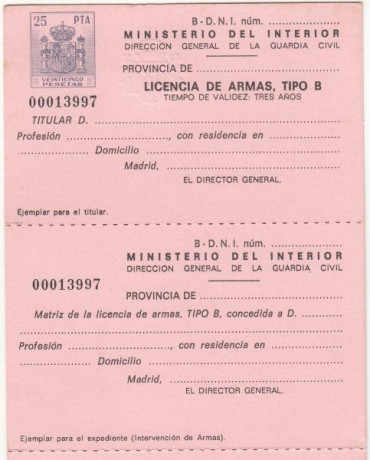 25 PTA
VEINTICINCO
PESETAS
00013997
B - D. N. I. núm. ......................
MINISTERIO DEL INTERIOR
DIRECCIÓN GENERAL DE LA GUARDIA CIVIL
PROVINCIA DE ......................
LICENCIA DE ARMAS, TIPO B
TIEMPO DE VALIDEZ: TRES AÑOS
TITULAR D. ......................
Profesión ......................, con residencia en ......................
...................... Domicilio ......................
Madrid, ......................
EL DIRECTOR GENERAL,
Ejemplar para el titular.
B - D. N. I. núm. ......................
MINISTERIO DEL INTERIOR
DIRECCION GENERAL DE LA GUARDIA CIVIL
00013997
PROVINCIA DE ......................
Matriz de la licencia de armas, TIPO B, concedida a D. ......................
Profesión ......................, con residencia en ......................
...................... Domicilio ......................
Madrid, ......................
EL DIRECTOR GENERAL,
Ejemplar para el expediente (Intervención de Armas).